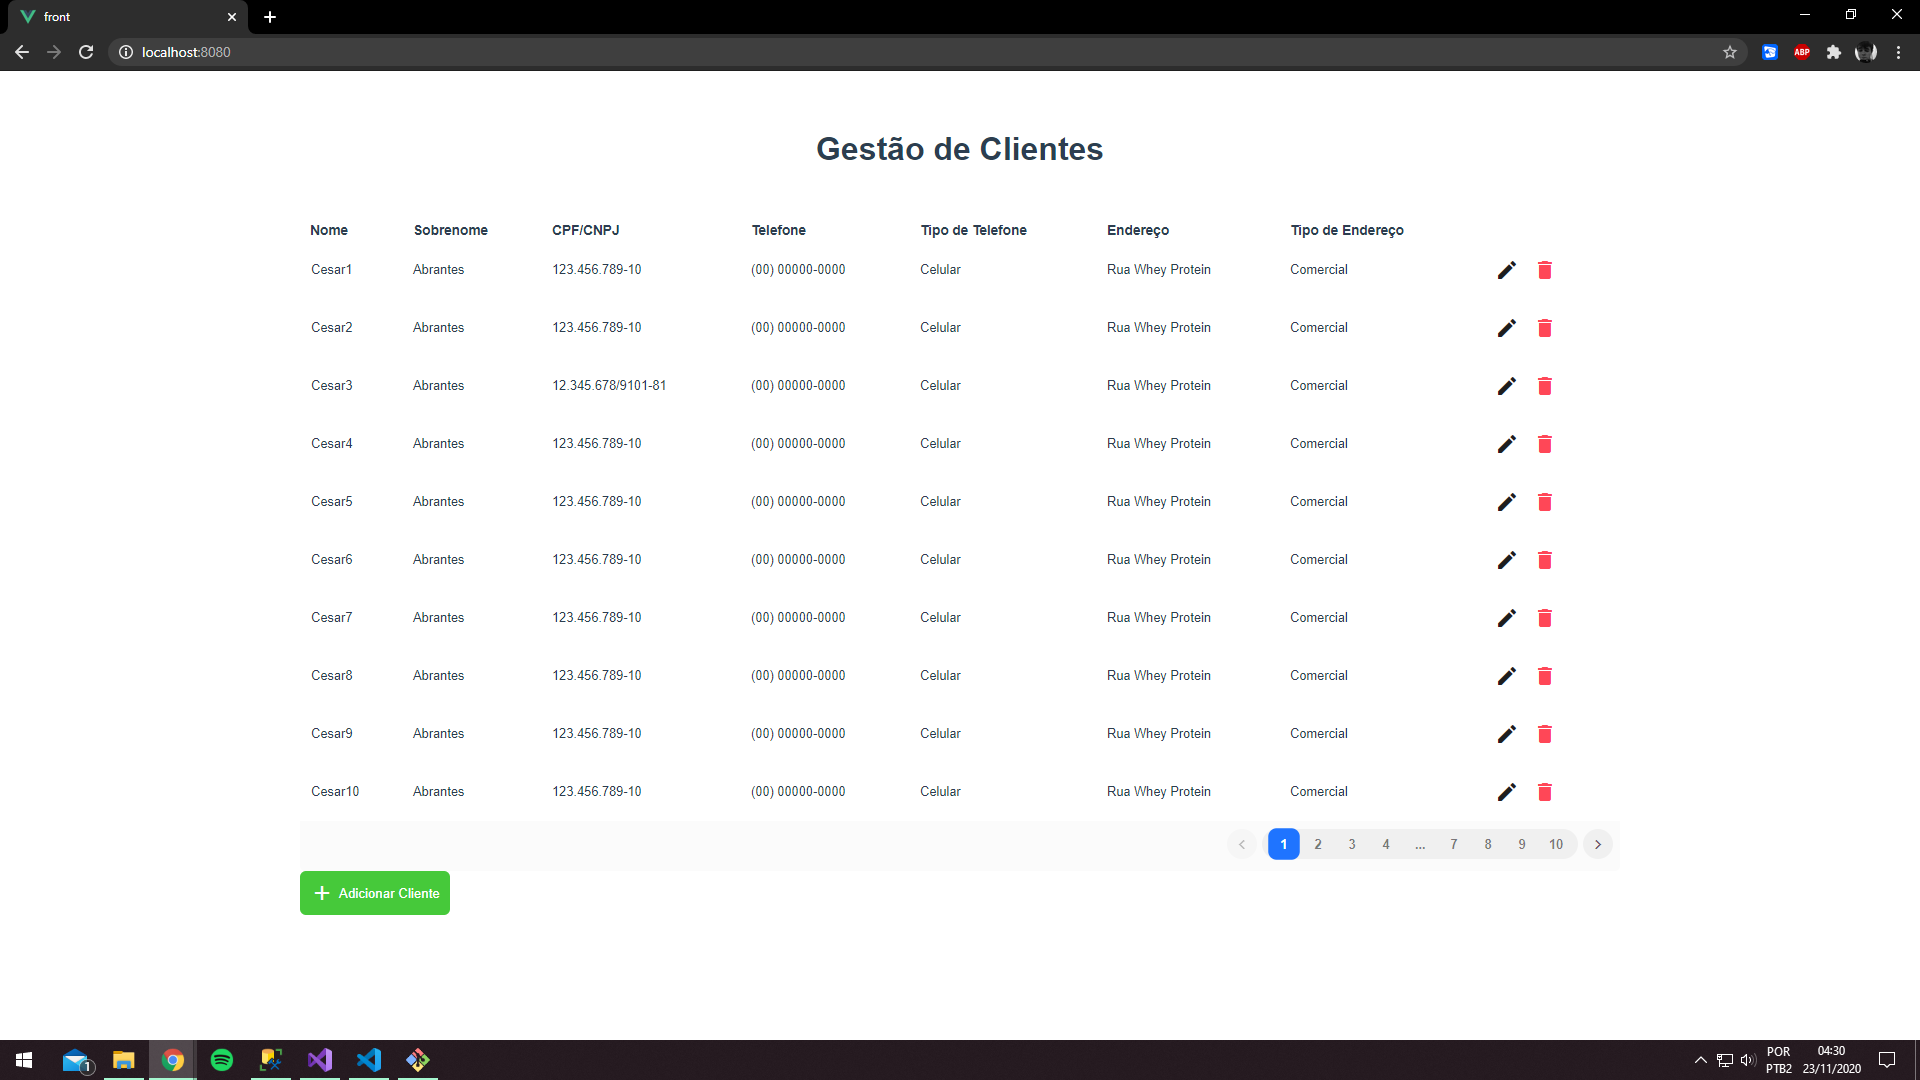 front
localhost:8080
ABP
Gestão de Clientes
Nome Sobrenome CPF/CNPJ Telefone Tipo de Telefone Endereço Tipo de Endereço
Cesar1 Abrantes 123.456.789-10 (00) 00000-0000 Celular Rua Whey Protein Comercial
Cesar2 Abrantes 123.456.789-10 (00) 00000-0000 Celular Rua Whey Protein Comercial
Cesar3 Abrantes 12.345.678/9101-81 (00) 00000-0000 Celular Rua Whey Protein Comercial
Cesar4 Abrantes 123.456.789-10 (00) 00000-0000 Celular Rua Whey Protein Comercial
Cesar5 Abrantes 123.456.789-10 (00) 00000-0000 Celular Rua Whey Protein Comercial
Cesar6 Abrantes 123.456.789-10 (00) 00000-0000 Celular Rua Whey Protein Comercial
Cesar7 Abrantes 123.456.789-10 (00) 00000-0000 Celular Rua Whey Protein Comercial
Cesar8 Abrantes 123.456.789-10 (00) 00000-0000 Celular Rua Whey Protein Comercial
Cesar9 Abrantes 123.456.789-10 (00) 00000-0000 Celular Rua Whey Protein Comercial
Cesar10 Abrantes 123.456.789-10 (00) 00000-0000 Celular Rua Whey Protein Comercial
1 2 3 4 ... 7 8 9 10
Adicionar Cliente
1
POR 04:30
PTB2 23/11/2020